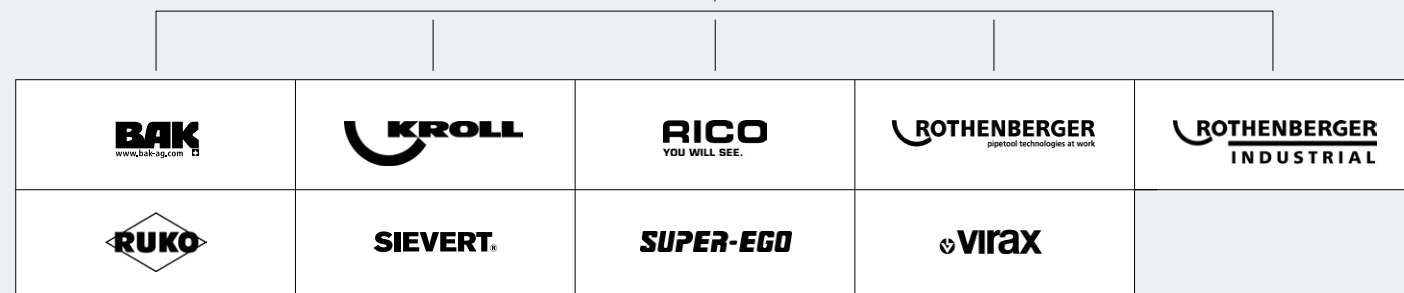 BAK
www.bak-ag.com
KROLL
RICO
YOU WILL SEE.
ROTHENBERGER
pipetool technologies at work
ROTHENBERGER
INDUSTRIAL
RUKO
SIEVERT®
SUPER-EGO
virax